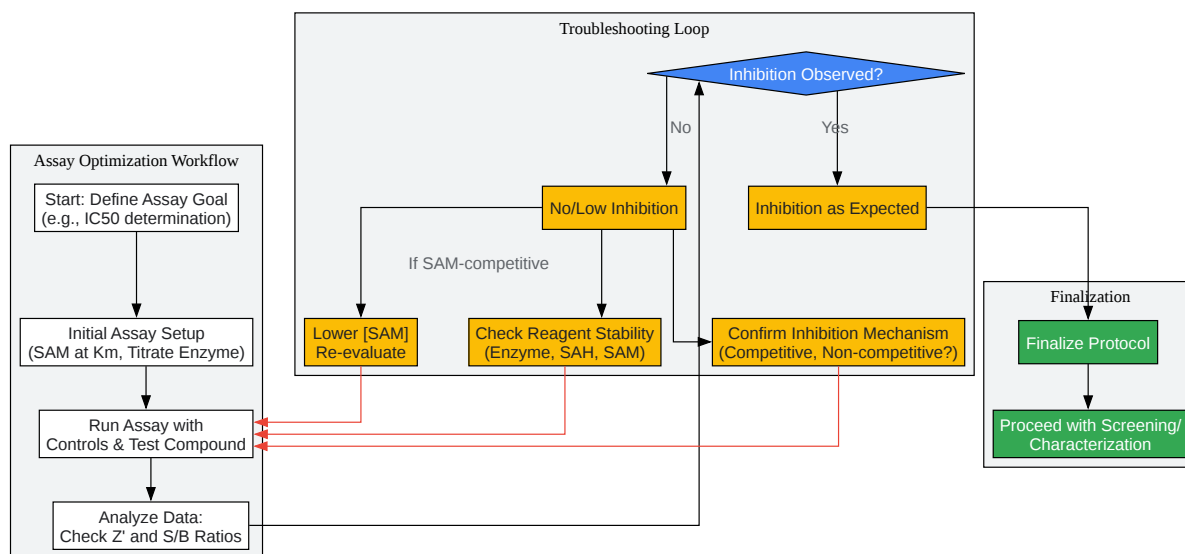 Troubleshooting Loop
Inhibition Observed?
No
Yes
Assay Optimization Workflow
Start: Define Assay Goal
(e.g., IC50 determination)
No/Low Inhibition
Inhibition as Expected
If SAM-competitive
Initial Assay Setup
(SAM at Km, Titrate Enzyme)
Lower [SAM]
Re-evaluate
Check Reagent Stability
(Enzyme, SAH, SAM)
Confirm Inhibition Mechanism
(Competitive, Non-competitive?)
Finalization
Finalize Protocol
Run Assay with
Controls & Test Compound
Proceed with Screening/
Characterization
Analyze Data:
Check Z' and S/B Ratios